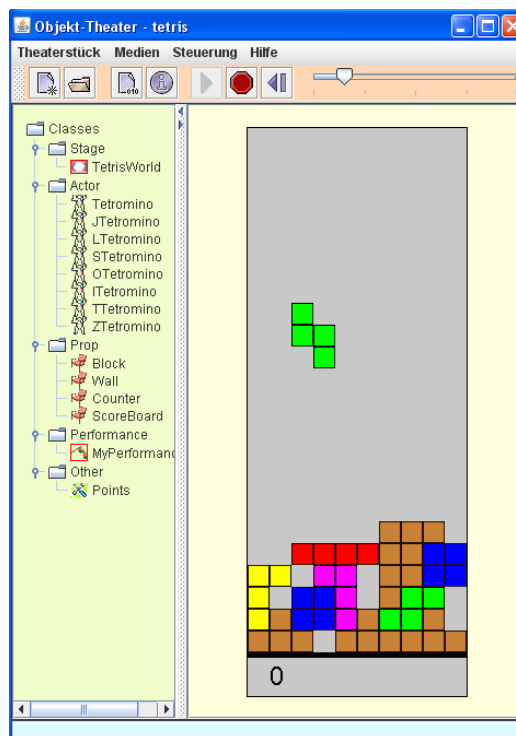 Objekt-Theater - tetris
Theaterstück Medien Steuerung Hilfe
010
i
Classes
Stage
TetrisWorld
Actor
Tetromino
JTetromino
LTetromino
STetromino
OTetromino
ITetromino
TTetromino
ZTetromino
Prop
Block
Wall
Counter
ScoreBoard
Performance
MyPerformanc
Other
Points
0